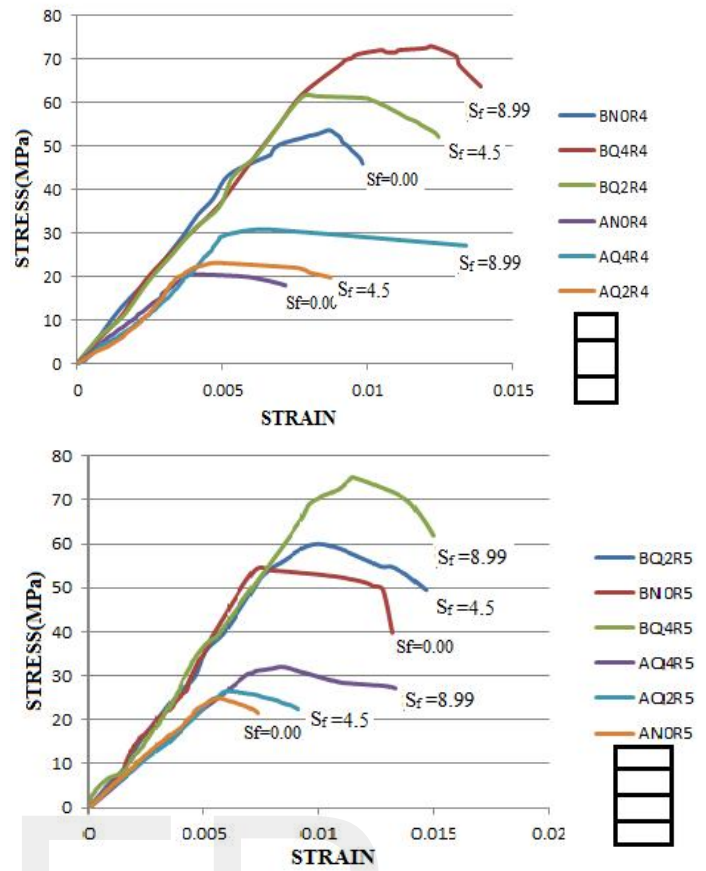 80
70
60
50
40
30
20
10
0
STRESS(MPa)
0
0.005
0.01
0.015
STRAIN
Sf =8.99
Sf =4.5
Sf=0.00
Sf =8.99
Sf =4.5
Sf=0.00
BN0R4
BQ4R4
BQ2R4
AN0R4
AQ4R4
AQ2R4
80
70
60
50
40
30
20
10
0
STRESS(MPa)
0
0.005
0.01
0.015
0.02
STRAIN
Sf =8.99
Sf =4.5
Sf=0.00
Sf =8.99
Sf =4.5
Sf=0.00
BQ2R5
BN0R5
BQ4R5
AQ4R5
AQ2R5
AN0R5